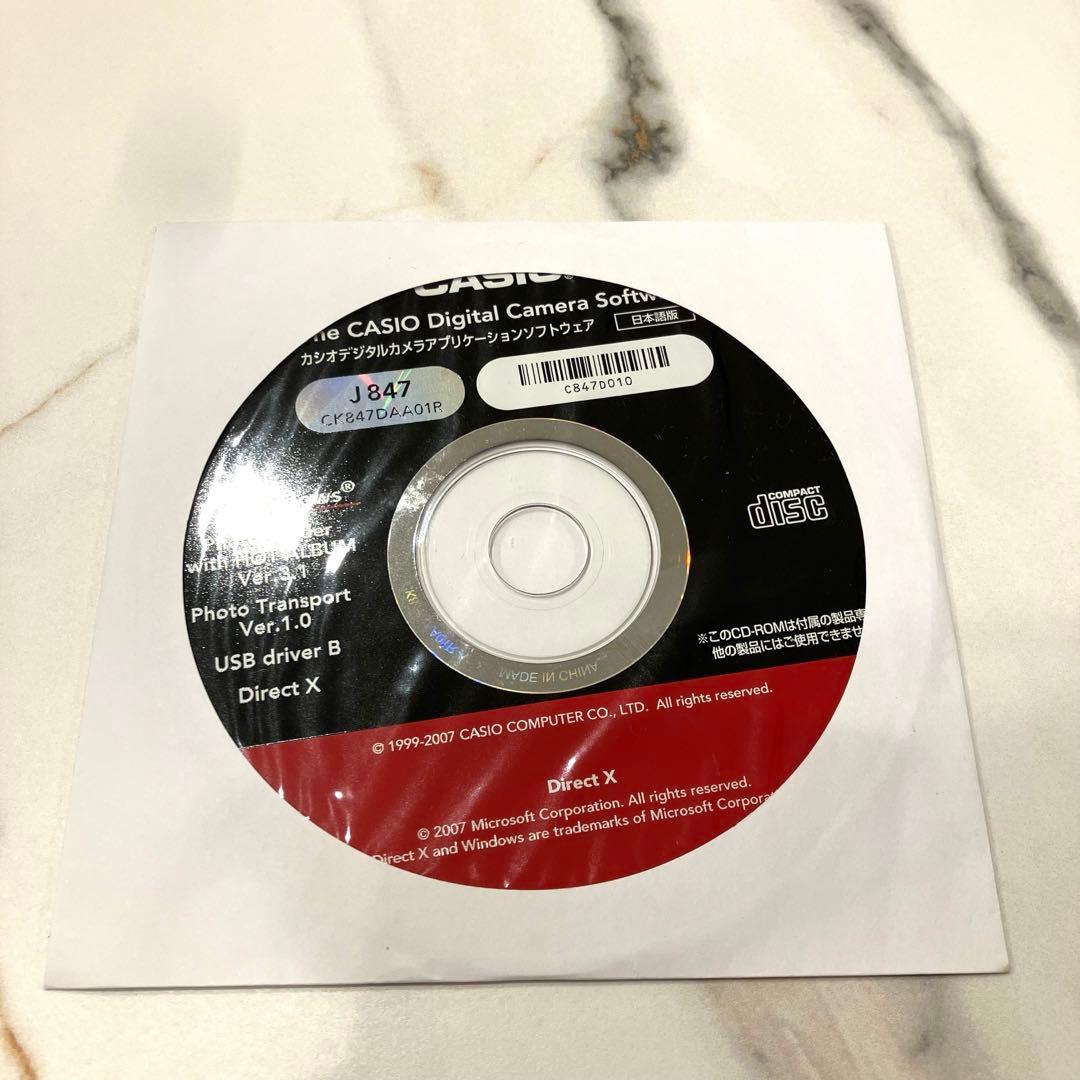 CASIO®
The CASIO Digital Camera Softw
カシオデジタルカメラアプリケーションソフトウェア 日本語版
J 847
CK847DAA01R
C847D010
with HOT ALBUM
Ver.3.1
Photo Transport
Ver.1.0
USB driver B
Direct X
COMPACT
disc
※このCD-ROMは付属の製品専
他の製品にはご使用できませ
MADE IN CHINA
© 1999-2007 CASIO COMPUTER CO., LTD. All rights reserved.
Direct X
© 2007 Microsoft Corporation. All rights reserved.
Direct X and Windows are trademarks of Microsoft Corporat